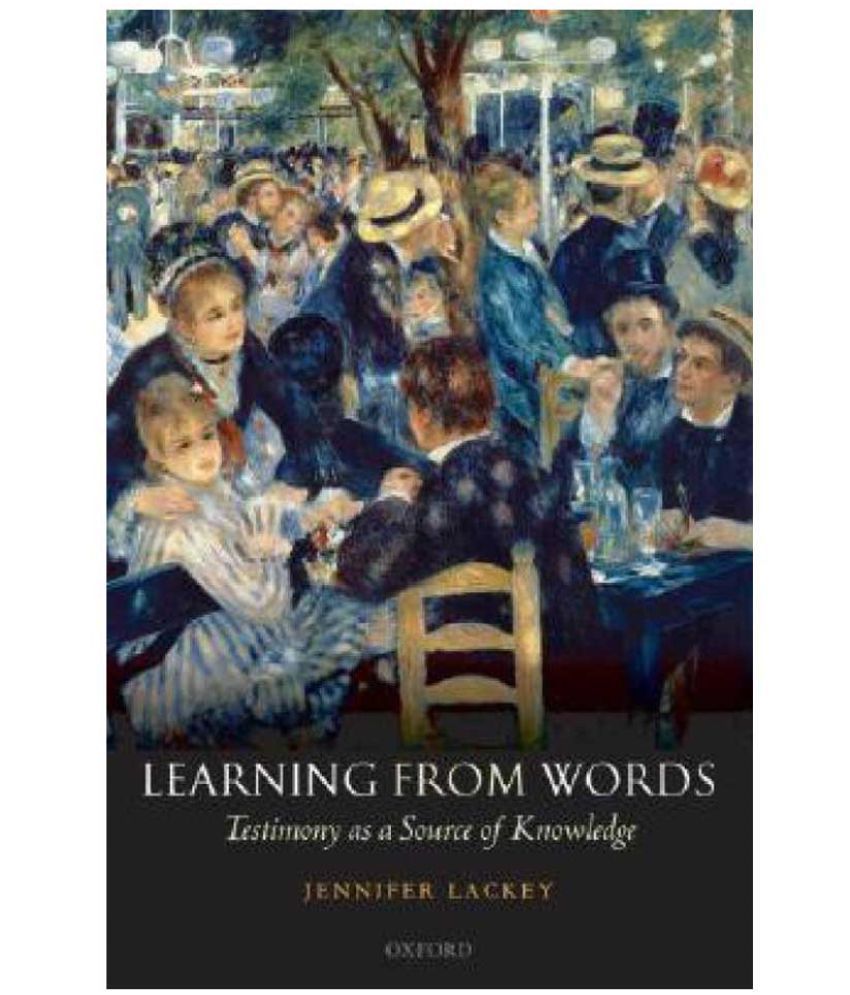 LEARNING FROM WORDS
Testimony as a Source of Knowledge
JENNIFER LACKEY
OXFORD